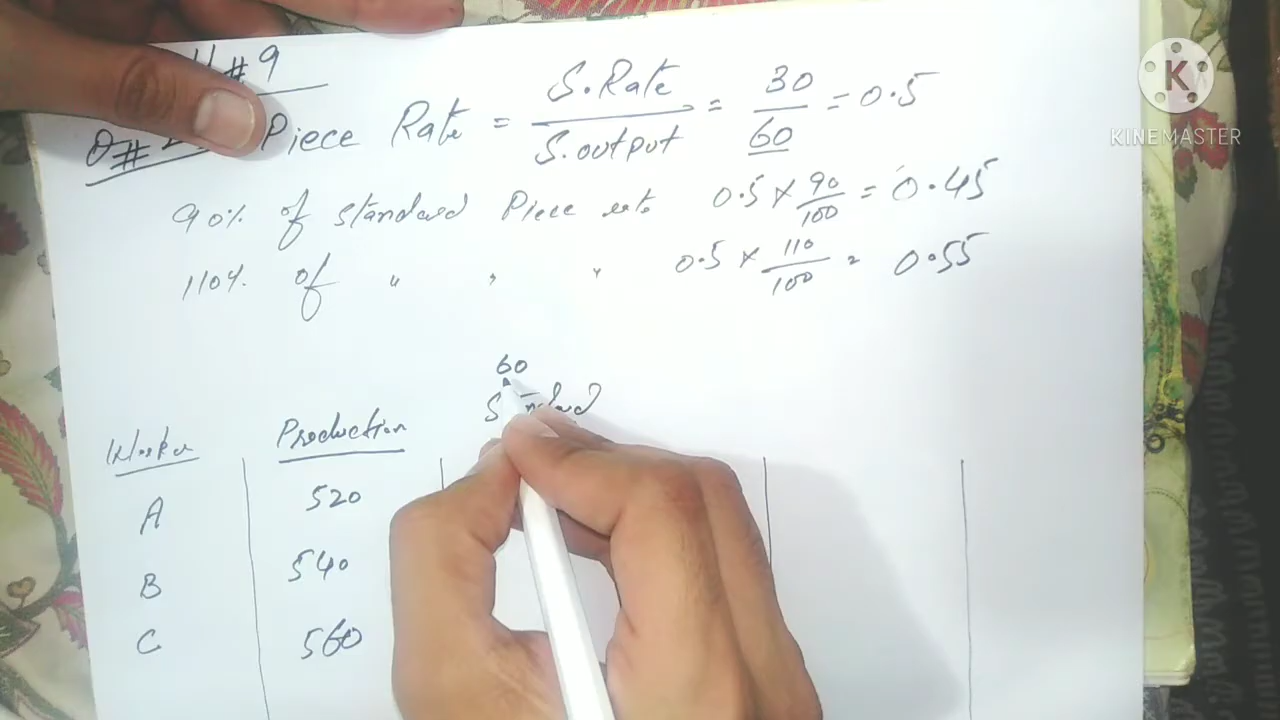 # 9
Piece Rate = S.Rate / S.output = 30 / 60 = 0.5
90% of standard Piece rate 0.5 × 90/100 = 0.45
110% of " " " 0.5 × 110/100 = 0.55
60
Worker Production
A 520
B 540
C 560
K
KINEMASTER